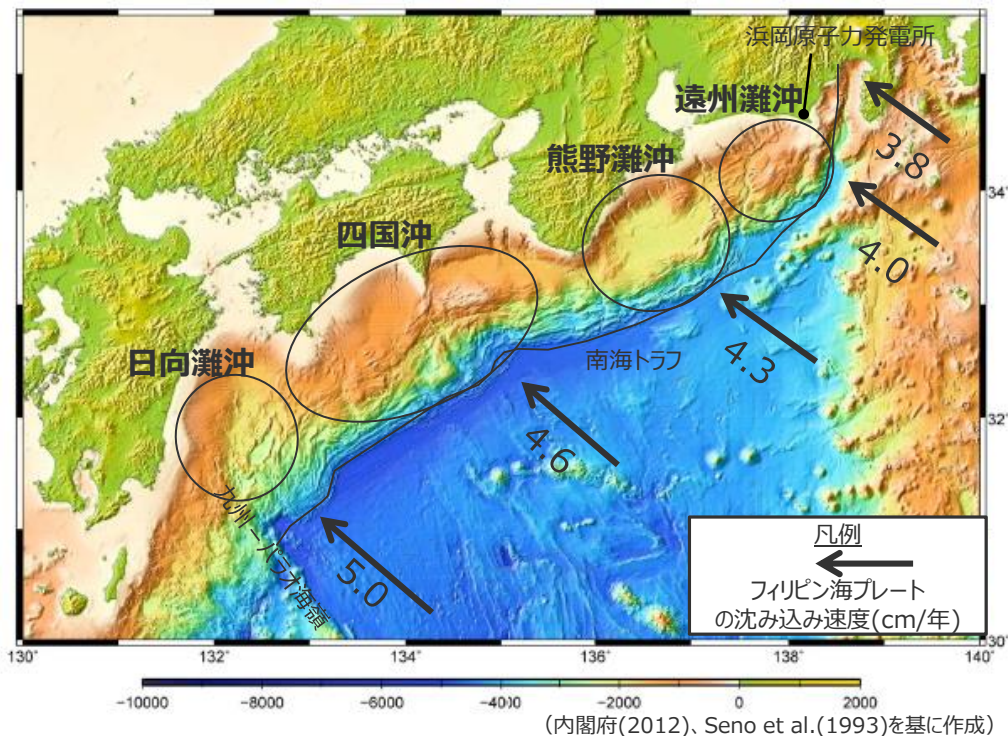 浜岡原子力発電所
遠州灘沖
3.8
熊野灘沖
34°
四国沖
4.0
4.3
南海トラフ
日向灘沖
4.6
32°
九州－パラオ海嶺
5.0
凡例
フィリピン海プレート
の沈み込み速度(cm/年)
30°
130°
132°
134°
136°
138°
140°
-10000
-8000
-6000
-4000
-2000
0
2000
（内閣府(2012)、Seno et al.(1993)を基に作成）